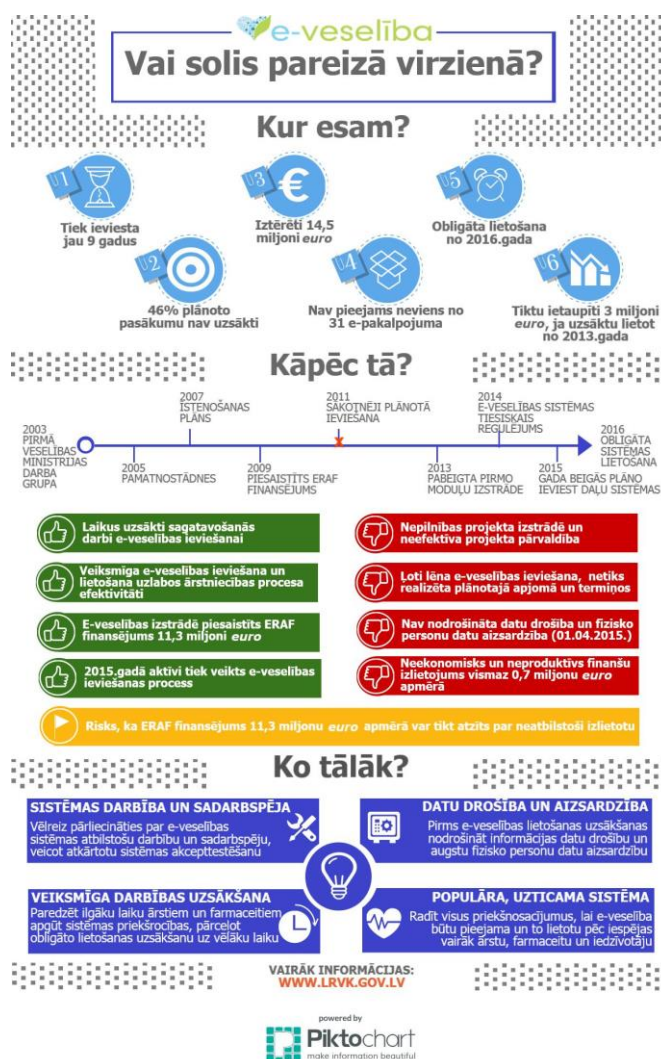 e-veselība
Vai solis pareizā virzienā?
Kur esam?
1
Tiek ieviesta
jau 9 gadus
2
46% plānoto
pasākumu nav uzsākti
3
Iztērēti 14,5
miljoni euro
4
Nav pieejams neviens no
31 e-pakalpojuma
5
Obligāta lietošana
no 2016.gada
6
Tiktu ietaupīti 3 miljoni
euro, ja uzsāktu lietot
no 2013.gada
Kāpēc tā?
2003
PIRMĀ
VESELĪBAS
MINISTRIJAS
DARBA
GRUPA
2005
PAMATNOSTĀDNES
2007
ĪSTENOŠANAS
PLĀNS
2009
PIESAISTĪTS ERAF
FINANSĒJUMS
2011
SĀKOTNĒJI PLĀNOTĀ
IEVIEŠANA
2013
PABEIGTA PIRMO
MODUĻU IZSTRĀDE
2014
E-VESELĪBAS SISTĒMAS
TIESISKAIS
REGULĒJUMS
2015
GADA BEIGĀS PLĀNO
IEVIEST DAĻU SISTĒMAS
2016
OBLIGĀTA
SISTĒMAS
LIETOŠANA
Laikus uzsākti sagatavošanās
darbi e-veselības ieviešanai
Veiksmīga e-veselības ieviešana un
lietošana uzlabos ārstniecības procesa
efektivitāti
E-veselības izstrādē piesaistīts ERAF
finansējums 11,3 miljoni euro
2015.gadā aktīvi tiek veikts e-veselības
ieviešanas process
Nepilnības projekta izstrādē un
neefektīva projekta pārvaldība
Ļoti lēna e-veselības ieviešana, netiks
realizēta plānotajā apjomā un termiņos
Nav nodrošināta datu drošība un fizisko
personu datu aizsardzība (01.04.2015.)
Neekonomisks un neproduktīvs finanšu
izlietojums vismaz 0,7 miljonu euro
apmērā
Risks, ka ERAF finansējums 11,3 miljonu euro apmērā var tikt atzīts par neatbilstoši izlietotu
Ko tālāk?
SISTĒMAS DARBĪBA UN SADARBSPĒJA
Vēlreiz pārliecināties par e-veselības
sistēmas atbilstošu darbību un sadarbspēju,
veicot atkārtotu sistēmas akcepttestēšanu
DATU DROŠĪBA UN AIZSARDZĪBA
Pirms e-veselības lietošanas uzsākšanas
nodrošināt informācijas datu drošību un
augstu fizisko personu datu aizsardzību
VEIKSMĪGA DARBĪBAS UZSĀKŠANA
Paredzēt ilgāku laiku ārstiem un farmaceitiem
apgūt sistēmas priekšrocības, pārceļot
obligāto lietošanas uzsākšanu uz vēlāku laiku
POPULĀRA, UZTICAMA SISTĒMA
Radīt visus priekšnosacījumus, lai e-veselība
būtu pieejama un to lietotu pēc iespējas
vairāk ārstu, farmaceitu un iedzīvotāju
VAIRĀK INFORMĀCIJAS:
WWW.LRVK.GOV.LV
powered by
Piktochart
make information beautiful